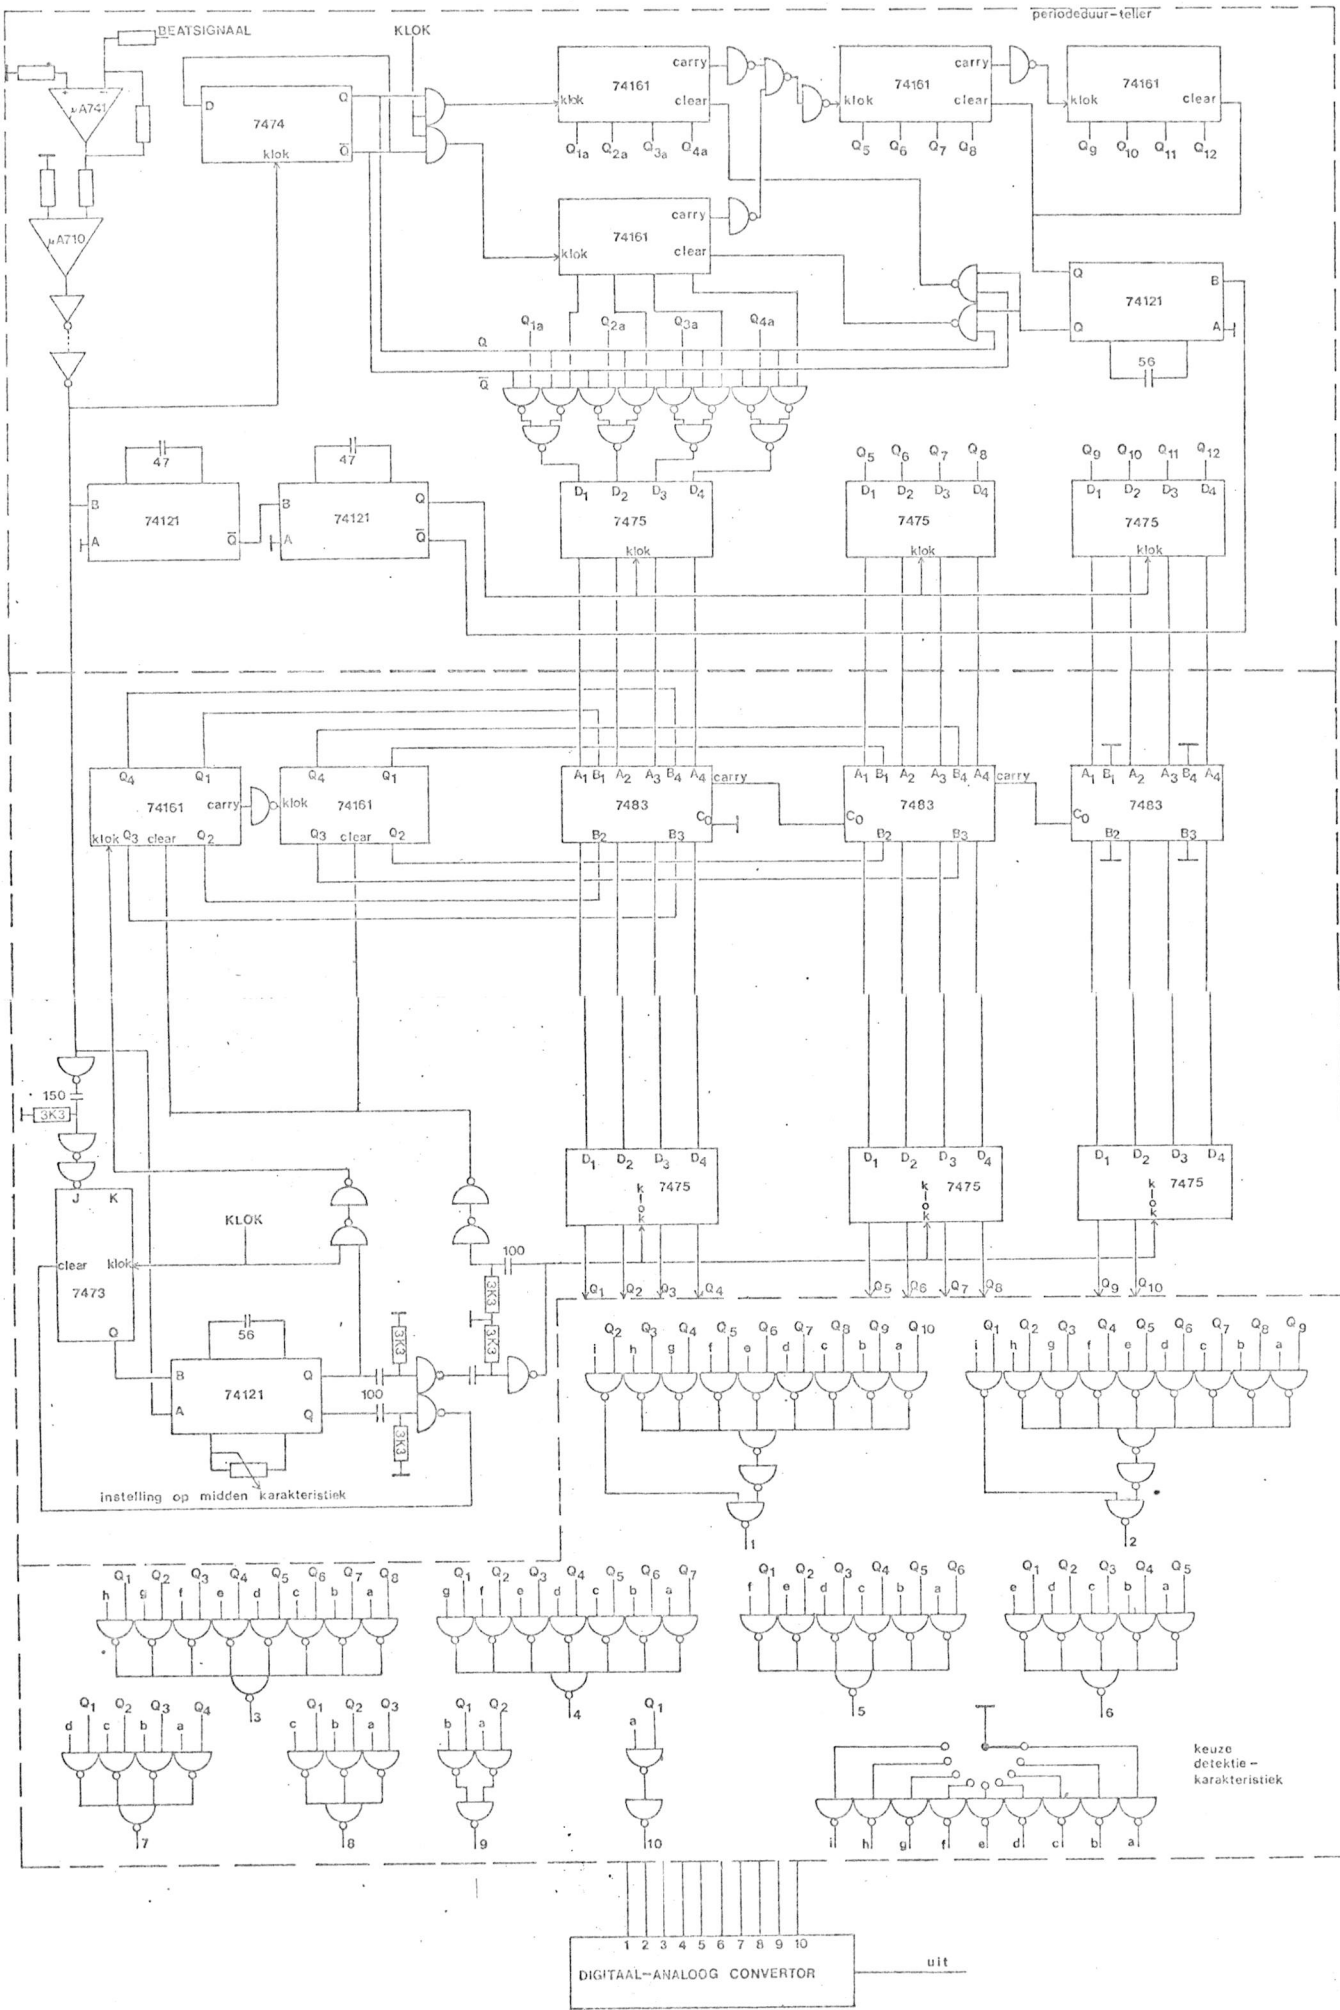 periodeduur-teller
BEATSIGNAAL
KLOK
μA741
D 7474 Q
klok Q̅
klok 74161 carry
clear
Q1a Q2a Q3a Q4a
klok 74161 carry
clear
Q5 Q6 Q7 Q8
klok 74161 clear
Q9 Q10 Q11 Q12
μA710
klok 74161 carry
clear
Q 74121 B
Q A
56
Q1a Q2a Q3a Q4a
Q
Q̅
47
47
B 74121
A Q̅
B 74121 Q
A Q̅
D1 D2 D3 D4
7475
klok
Q5 Q6 Q7 Q8
D1 D2 D3 D4
7475
klok
Q9 Q10 Q11 Q12
D1 D2 D3 D4
7475
klok
Q4 Q1
74161 carry
klok Q3 clear Q2
Q4 Q1
klok 74161
Q3 clear Q2
A1 B1 A2 A3 B4 A4 carry
7483 C0
B2 B3
A1 B1 A2 A3 B4 A4 carry
C0 7483
B2 B3
A1 B1 A2 A3 B4 A4
C0 7483
B2 B3
150
3K3
J K
clear klok
7473
Q
KLOK
100
3K3
3K3
3K3
56
B 74121 Q
A Q
100
3K3
instelling op midden karakteristiek
D1 D2 D3 D4
klok 7475
Q1 Q2 Q3 Q4
D1 D2 D3 D4
klok 7475
Q5 Q6 Q7 Q8
D1 D2 D3 D4
klok 7475
Q9 Q10
Q2 Q3 Q4 Q5 Q6 Q7 Q8 Q9 Q10
i h g f e d c b a
1
Q1 Q2 Q3 Q4 Q5 Q6 Q7 Q8 Q9
i h g f e d c b a
2
Q1 Q2 Q3 Q4 Q5 Q6 Q7 Q8
h g f e d c b a
3
Q1 Q2 Q3 Q4 Q5 Q6 Q7
g f e d c b a
4
Q1 Q2 Q3 Q4 Q5 Q6
f e d c b a
5
Q1 Q2 Q3 Q4 Q5
e d c b a
6
Q1 Q2 Q3 Q4
d c b a
7
Q1 Q2 Q3
c b a
8
Q1 Q2
b a
9
Q1
a
10
keuze
detektie-
karakteristiek
i h g f e d c b a
1 2 3 4 5 6 7 8 9 10
DIGITAAL-ANALOOG CONVERTOR
uit